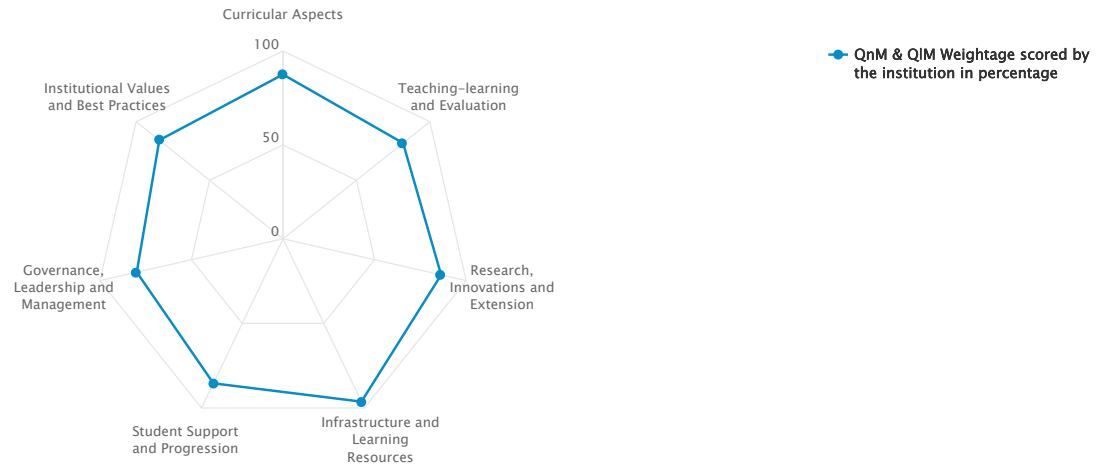 Curricular Aspects
100
QnM & QlM Weightage scored by
the institution in percentage
Institutional Values
and Best Practices
Teaching-learning
and Evaluation
50
0
Governance,
Leadership and
Management
Research,
Innovations and
Extension
Student Support
and Progression
Infrastructure and
Learning
Resources